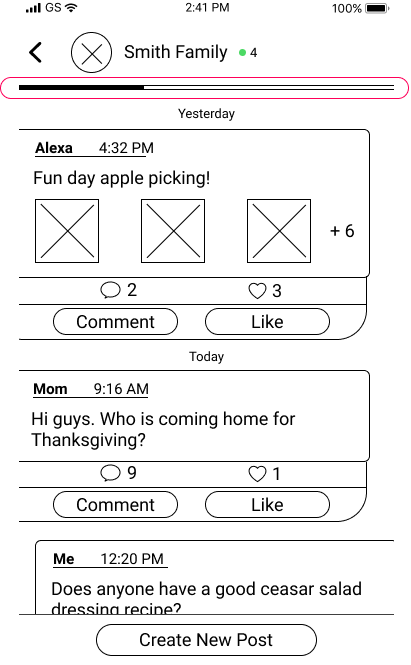 GS 2:41 PM 100%
Smith Family 4
Yesterday
Alexa 4:32 PM
Fun day apple picking!
+ 6
2 3
Comment Like
Today
Mom 9:16 AM
Hi guys. Who is coming home for
Thanksgiving?
9 1
Comment Like
Me 12:20 PM
Does anyone have a good ceasar salad
dressing recipe?
Create New Post